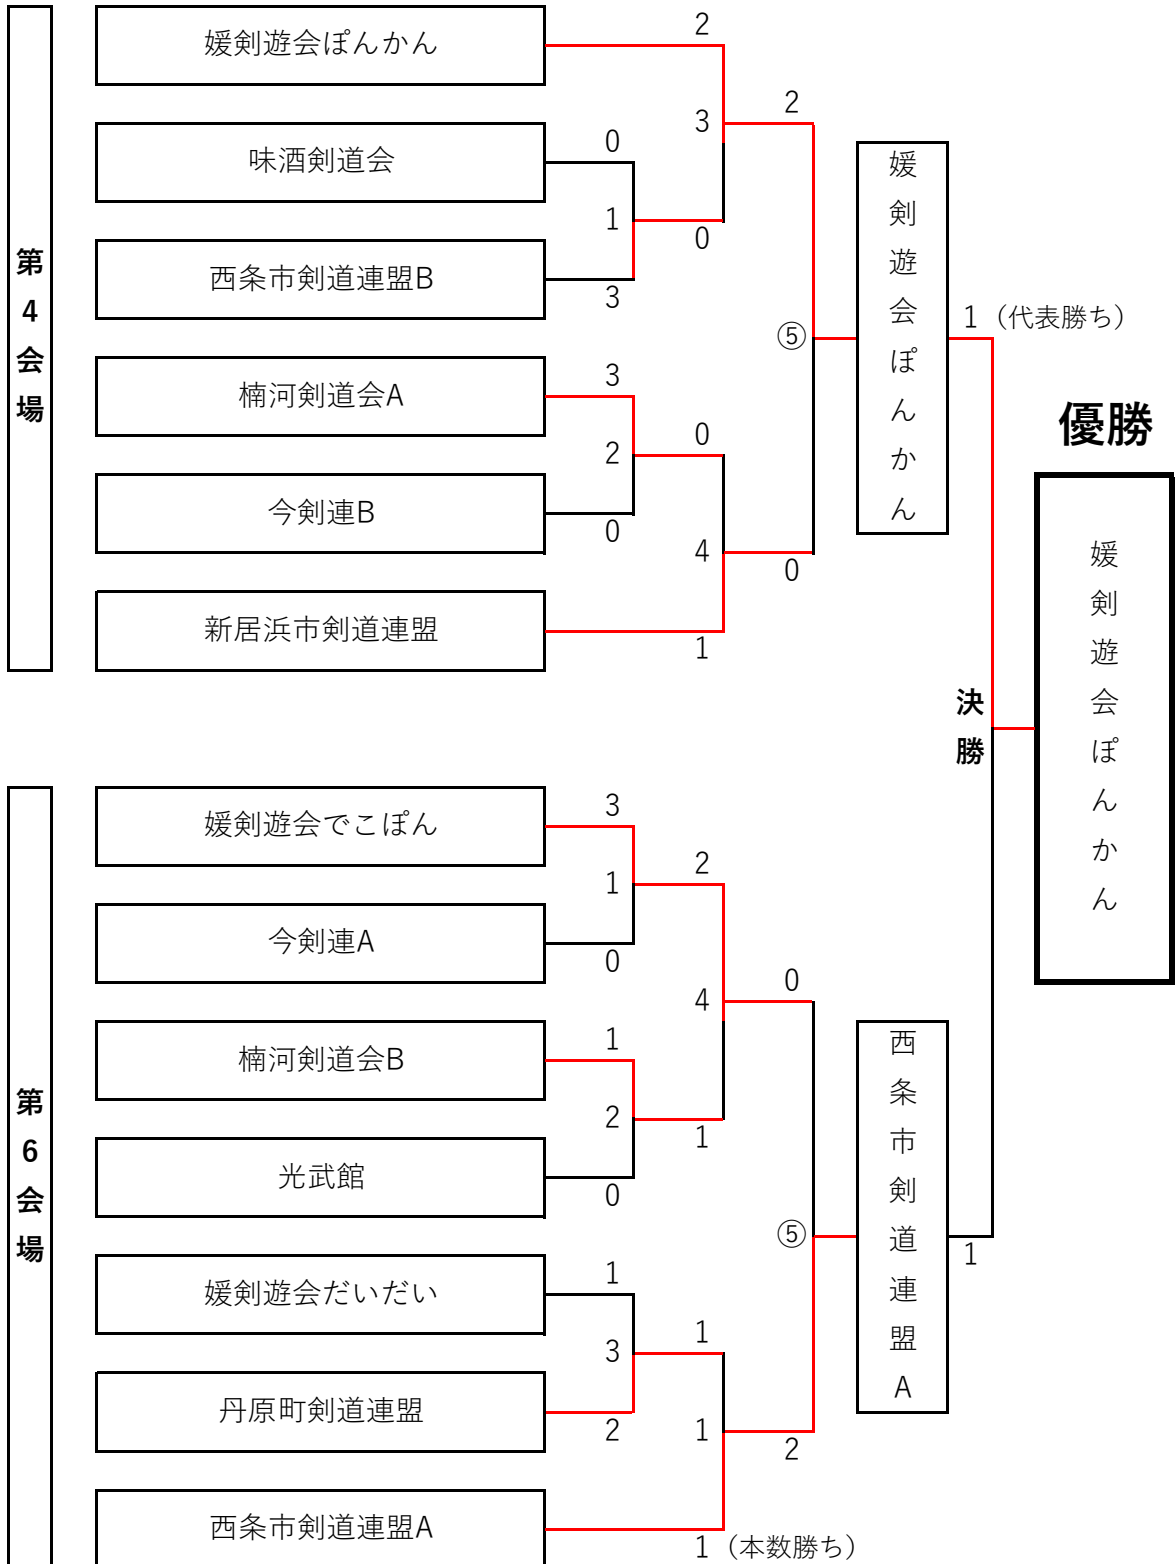 第4会場
媛剣遊会ぽんかん
2
味酒剣道会
0
1
西条市剣道連盟B
3
3
0
2
楠河剣道会A
3
2
今剣連B
0
0
4
新居浜市剣道連盟
1
0
⑤
媛剣遊会ぽんかん
1（代表勝ち）
優勝
媛剣遊会ぽんかん
決勝
第6会場
媛剣遊会でこぽん
3
1
今剣連A
0
2
4
楠河剣道会B
1
2
光武館
0
1
0
⑤
媛剣遊会だいだい
1
3
丹原町剣道連盟
2
1
1
2
西条市剣道連盟A
1（本数勝ち）
西条市剣道連盟A
1